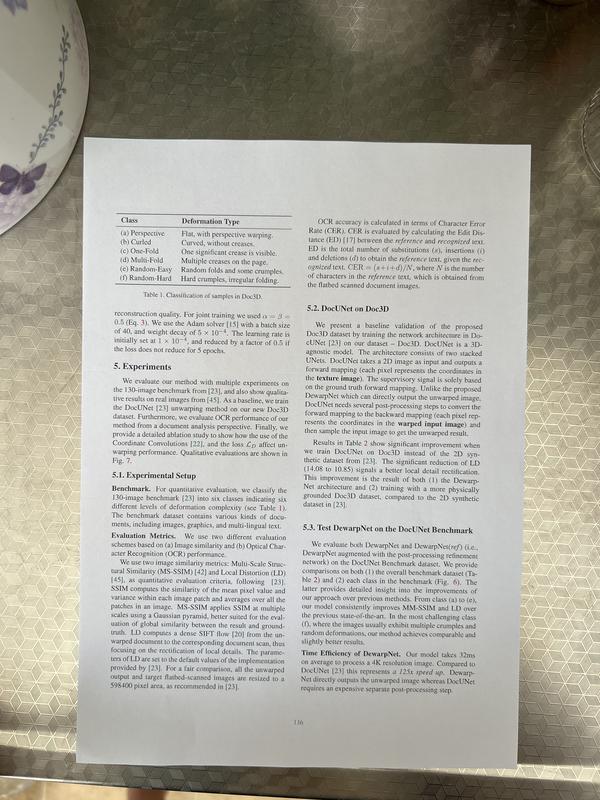 Class Deformation Type
(a) Perspective Flat, with perspective warping.
(b) Curled Curved, without creases.
(c) One-Fold One significant crease is visible.
(d) Multi-Fold Multiple creases on the page.
(e) Random-Easy Random folds and some crumples.
(f) Random-Hard Hard crumples, irregular folding.
Table 1. Classification of samples in Doc3D.
reconstruction quality. For joint training we used α = β =
0.5 (Eq. 3). We use the Adam solver [15] with a batch size
of 40, and weight decay of 5 × 10⁻⁴. The learning rate is
initially set at 1 × 10⁻⁴, and reduced by a factor of 0.5 if
the loss does not reduce for 5 epochs.
5. Experiments
We evaluate our method with multiple experiments on
the 130-image benchmark from [23], and also show qualita-
tive results on real images from [45]. As a baseline, we train
the DocUNet [23] unwarping method on our new Doc3D
dataset. Furthermore, we evaluate OCR performance of our
method from a document analysis perspective. Finally, we
provide a detailed ablation study to show how the use of the
Coordinate Convolutions [22], and the loss L_D affect un-
warping performance. Qualitative evaluations are shown in
Fig. 7.
5.1. Experimental Setup
Benchmark. For quantitative evaluation, we classify the
130-image benchmark [23] into six classes indicating six
different levels of deformation complexity (see Table 1).
The benchmark dataset contains various kinds of docu-
ments, including images, graphics, and multi-lingual text.
Evaluation Metrics. We use two different evaluation
schemes based on (a) Image similarity and (b) Optical Char-
acter Recognition (OCR) performance.
We use two image similarity metrics: Multi-Scale Struc-
tural Similarity (MS-SSIM) [42] and Local Distortion (LD)
[45], as quantitative evaluation criteria, following [23].
SSIM computes the similarity of the mean pixel value and
variance within each image patch and averages over all the
patches in an image. MS-SSIM applies SSIM at multiple
scales using a Gaussian pyramid, better suited for the eval-
uation of global similarity between the result and ground-
truth. LD computes a dense SIFT flow [20] from the un-
warped document to the corresponding document scan, thus
focusing on the rectification of local details. The parame-
ters of LD are set to the default values of the implementation
provided by [23]. For a fair comparison, all the unwarped
output and target flatbed-scanned images are resized to a
598400 pixel area, as recommended in [23].
OCR accuracy is calculated in terms of Character Error
Rate (CER). CER is evaluating by calculating the Edit Dis-
tance (ED) [17] between the reference and recognized text.
ED is the total number of substitutions (s), insertions (i)
and deletions (d) to obtain the reference text, given the rec-
ognized text. CER = (s+i+d)/N, where N is the number
of characters in the reference text, which is obtained from
the flatbed scanned document images.
5.2. DocUNet on Doc3D
We present a baseline validation of the proposed
Doc3D dataset by training the network architecture in Do-
cUNet [23] on our dataset – Doc3D. DocUNet is a 3D-
agnostic model. The architecture consists of two stacked
UNets. DocUNet takes a 2D image as input and outputs a
forward mapping (each pixel represents the coordinates in
the texture image). The supervisory signal is solely based
on the ground truth forward mapping. Unlike the proposed
DewarpNet which can directly output the unwarped image,
DocUNet needs several post-processing steps to convert the
forward mapping to the backward mapping (each pixel rep-
resents the coordinates in the warped input image) and
then sample the input image to get the unwarped result.
Results in Table 2 show significant improvement when
we train DocUNet on Doc3D instead of the 2D syn-
thetic dataset from [23]. The significant reduction of LD
(14.08 to 10.85) signals a better local detail rectification.
This improvement is the result of both (1) the Dewarp-
Net architecture and (2) training with a more physically
grounded Doc3D dataset, compared to the 2D synthetic
dataset in [23].
5.3. Test DewarpNet on the DocUNet Benchmark
We evaluate both DewarpNet and DewarpNet(ref) (i.e.,
DewarpNet augmented with the post-processing refinement
network) on the DocUNet Benchmark dataset. We provide
comparisons on both (1) the overall benchmark dataset (Ta-
ble 2) and (2) each class in the benchmark (Fig. 6). The
latter provides detailed insight into the improvements of
our approach over previous methods. From class (a) to (e),
our model consistently improves MM-SSIM and LD over
the previous state-of-the-art. In the most challenging class
(f), where the images usually exhibit multiple crumples and
random deformations, our method achieves comparable and
slightly better results.
Time Efficiency of DewarpNet. Our model takes 32ms
on average to process a 4K resolution image. Compared to
DocUNet [23] this represents a 125x speed up. Dewarp-
Net directly outputs the unwarped image whereas DocUNet
requires an expensive separate post-processing step.
136